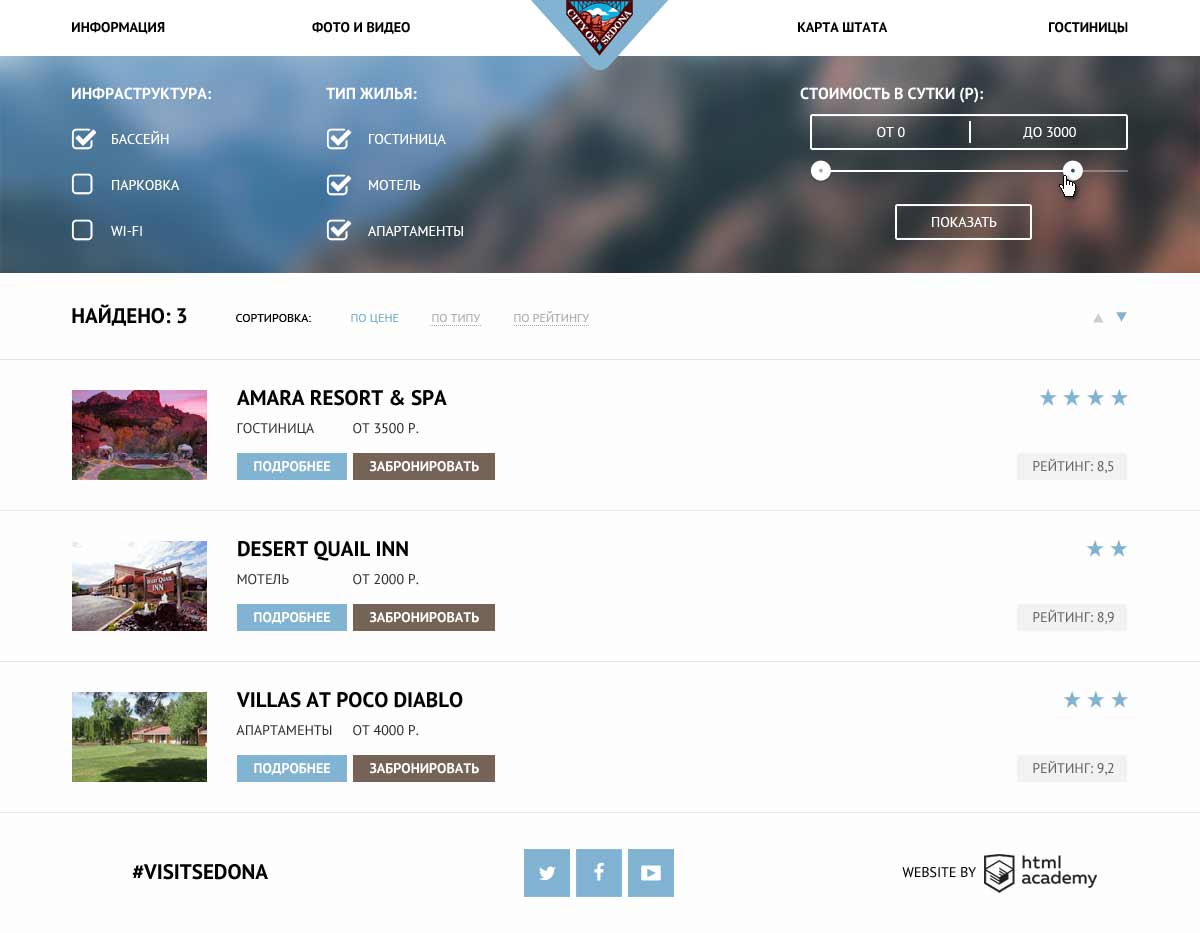 ИНФОРМАЦИЯ ФОТО И ВИДЕО КАРТА ШТАТА ГОСТИНИЦЫ
CITY OF SEDONA
ИНФРАСТРУКТУРА: ТИП ЖИЛЬЯ: СТОИМОСТЬ В СУТКИ (Р):
БАССЕЙН ГОСТИНИЦА ОТ 0 ДО 3000
ПАРКОВКА МОТЕЛЬ
WI-FI АПАРТАМЕНТЫ ПОКАЗАТЬ
НАЙДЕНО: 3 СОРТИРОВКА: ПО ЦЕНЕ ПО ТИПУ ПО РЕЙТИНГУ
AMARA RESORT & SPA
ГОСТИНИЦА ОТ 3500 Р.
ПОДРОБНЕЕ ЗАБРОНИРОВАТЬ РЕЙТИНГ: 8,5
DESERT QUAIL INN
МОТЕЛЬ ОТ 2000 Р.
DESERT QUAIL
INN
ПОДРОБНЕЕ ЗАБРОНИРОВАТЬ РЕЙТИНГ: 8,9
VILLAS AT POCO DIABLO
АПАРТАМЕНТЫ ОТ 4000 Р.
ПОДРОБНЕЕ ЗАБРОНИРОВАТЬ РЕЙТИНГ: 9,2
#VISITSEDONA WEBSITE BY html
academy